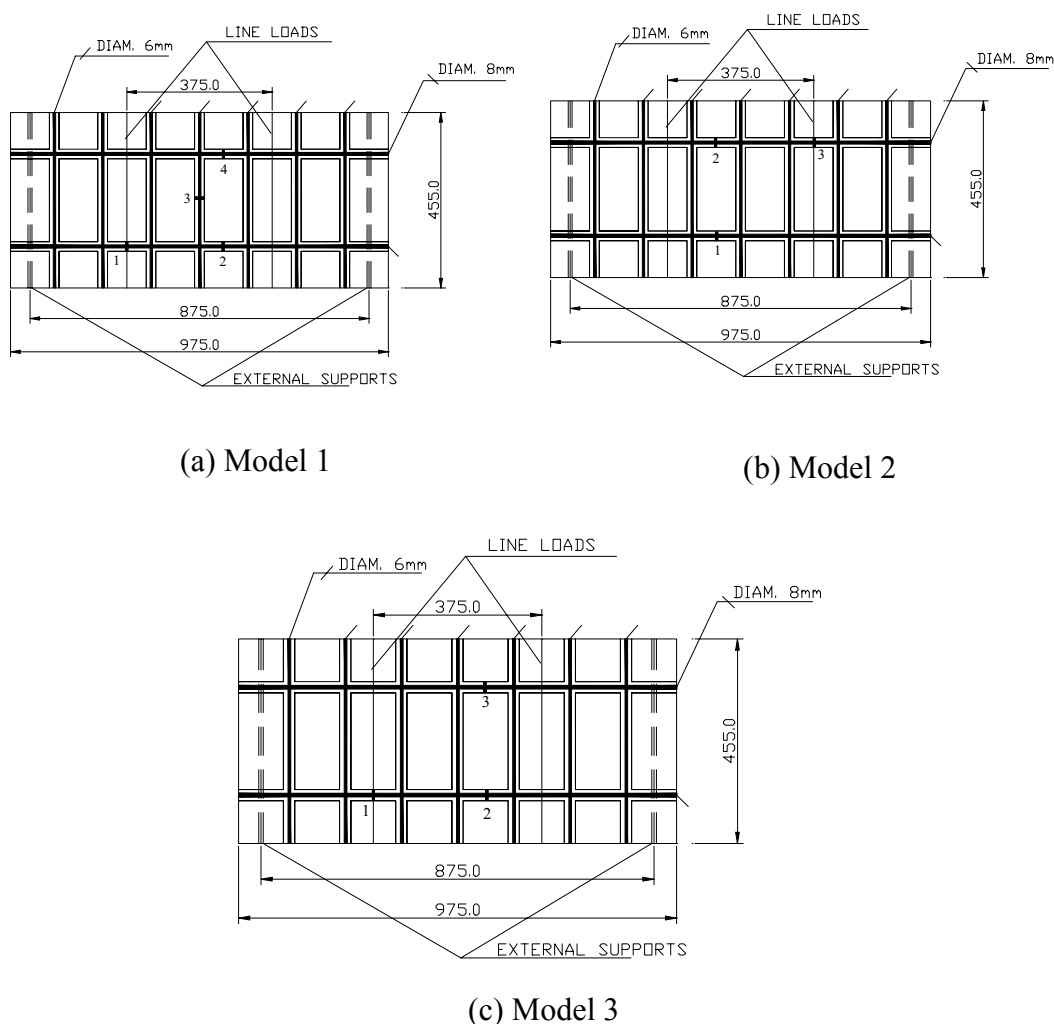 LINE LOADS
DIAM. 6mm
DIAM. 8mm
375.0
4
3
1
2
455.0
875.0
975.0
EXTERNAL SUPPORTS
(a) Model 1
LINE LOADS
DIAM. 6mm
DIAM. 8mm
375.0
2
3
1
455.0
875.0
975.0
EXTERNAL SUPPORTS
(b) Model 2
LINE LOADS
DIAM. 6mm
DIAM. 8mm
375.0
3
1
2
455.0
875.0
975.0
EXTERNAL SUPPORTS
(c) Model 3